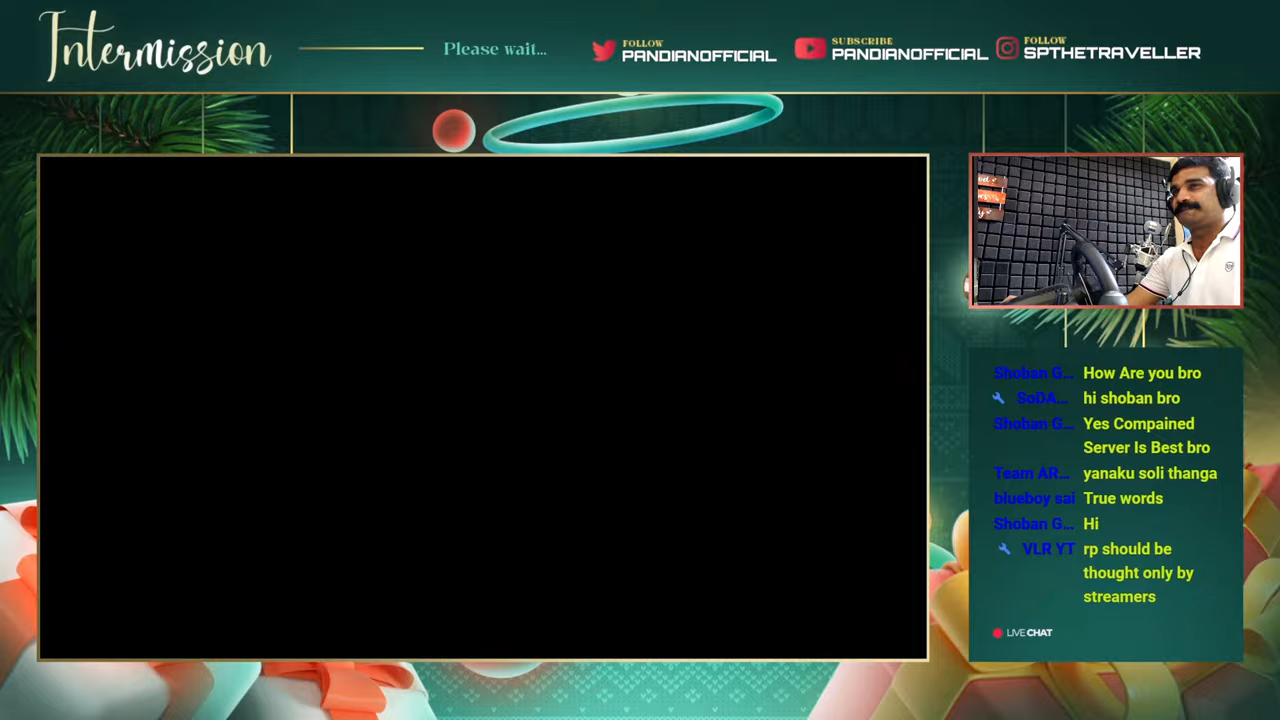 Intermission
Please wait...
FOLLOW
PANDIANOFFICIAL
SUBSCRIBE
PANDIANOFFICIAL
FOLLOW
SPTHETRAVELLER
Shoban G... How Are you bro
SoDA... hi shoban bro
Shoban G... Yes Compained
Server Is Best bro
Team AR... yanaku soli thanga
blueboy sai True words
Shoban G... Hi
VLR YT rp should be
thought only by
streamers
LIVE CHAT